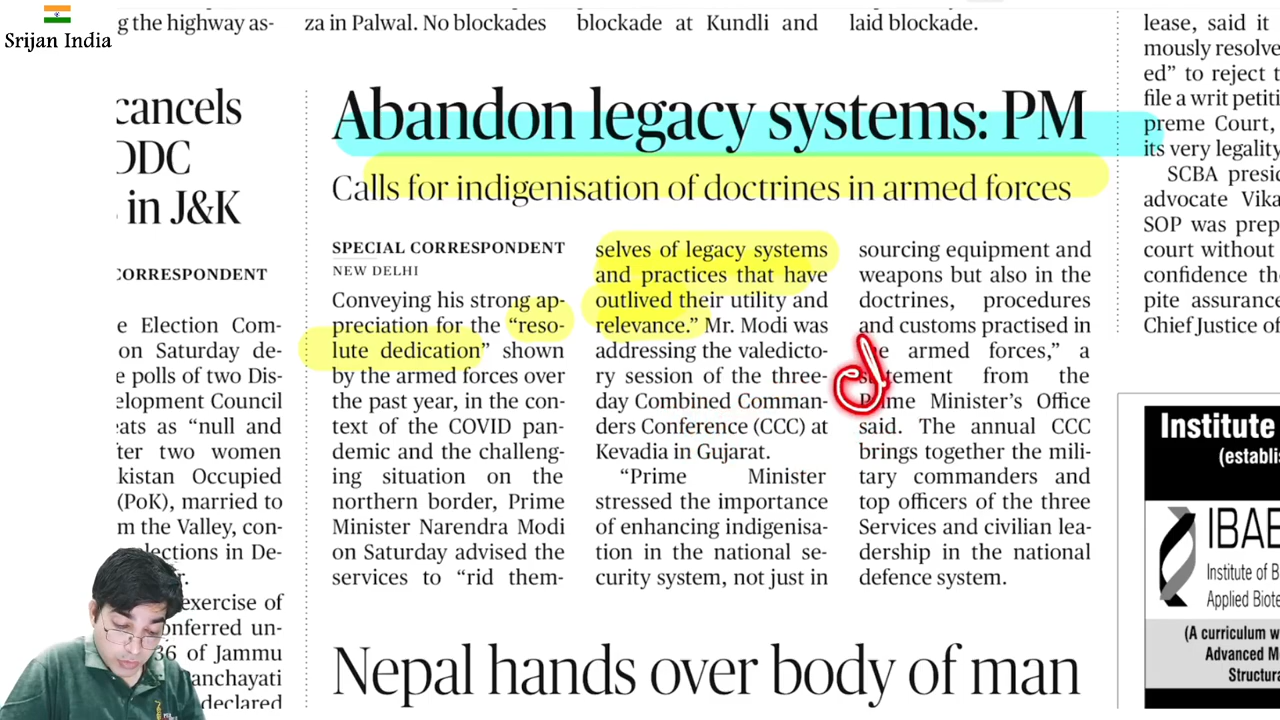 Srijan India
g the highway as-
za in Palwal. No blockades
blockade at Kundli and
laid blockade.
cancels
DDC
in J&K
CORRESPONDENT
e Election Com-
on Saturday de-
e polls of two Dis-
elopment Council
eats as “null and
fter two women
kistan Occupied
(PoK), married to
m the Valley, con-
lections in De-
exercise of
onferred un-
36 of Jammu
anchayati
declared
Abandon legacy systems: PM
Calls for indigenisation of doctrines in armed forces
SPECIAL CORRESPONDENT
NEW DELHI
Conveying his strong ap-
preciation for the “reso-
lute dedication” shown
by the armed forces over
the past year, in the con-
text of the COVID pan-
demic and the challeng-
ing situation on the
northern border, Prime
Minister Narendra Modi
on Saturday advised the
services to “rid them-
selves of legacy systems
and practices that have
outlived their utility and
relevance.” Mr. Modi was
addressing the valedicto-
ry session of the three-
day Combined Comman-
ders Conference (CCC) at
Kevadia in Gujarat.
“Prime Minister
stressed the importance
of enhancing indigenisa-
tion in the national se-
curity system, not just in
sourcing equipment and
weapons but also in the
doctrines, procedures
and customs practised in
the armed forces,” a
statement from the
Prime Minister’s Office
said. The annual CCC
brings together the mili-
tary commanders and
top officers of the three
Services and civilian lea-
dership in the national
defence system.
Nepal hands over body of man
lease, said it
mously resolve
ed” to reject t
file a writ petiti
preme Court,
its very legality
SCBA presi
advocate Vika
SOP was prep
court without
confidence the
pite assurance
Chief Justice of
Institute
(establis
IBAB
Institute of B
Applied Biote
(A curriculum w
Advanced M
Structura